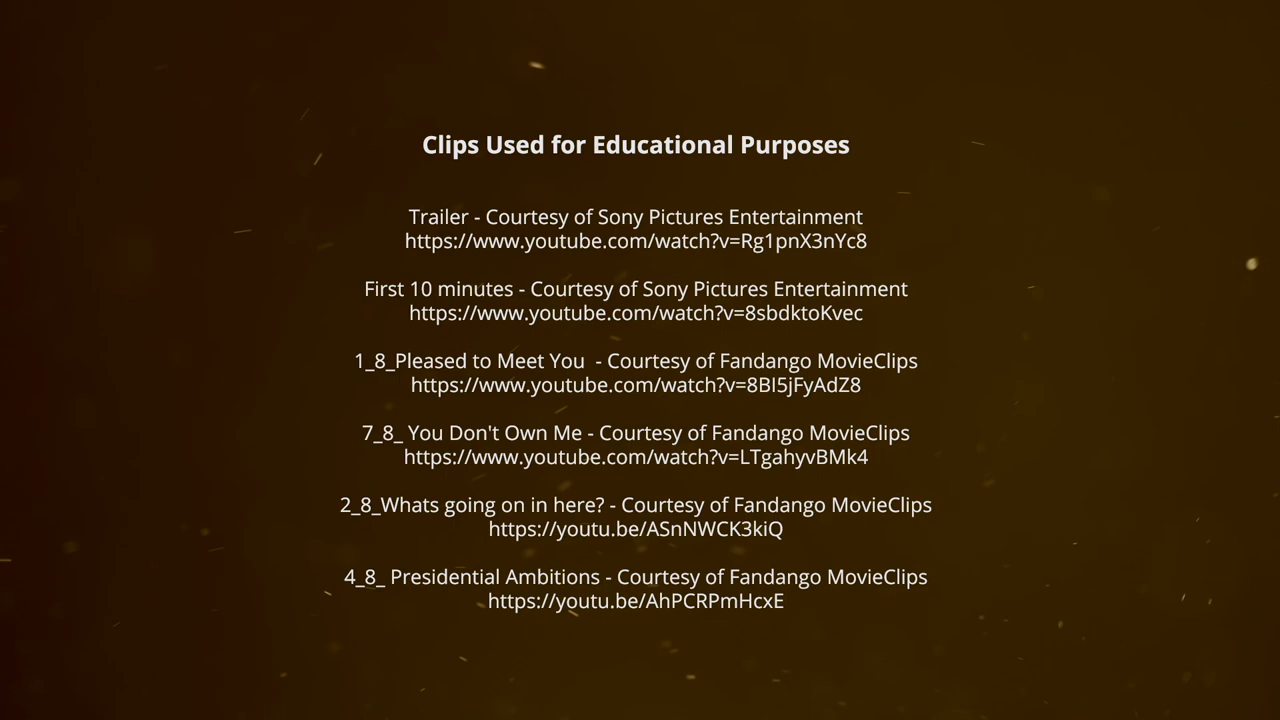 Clips Used for Educational Purposes
Trailer - Courtesy of Sony Pictures Entertainment
https://www.youtube.com/watch?v=Rg1pnX3nYc8
First 10 minutes - Courtesy of Sony Pictures Entertainment
https://www.youtube.com/watch?v=8sbdktoKvec
1_8_Pleased to Meet You  - Courtesy of Fandango MovieClips
https://www.youtube.com/watch?v=8BI5jFyAdZ8
7_8_ You Don't Own Me - Courtesy of Fandango MovieClips
https://www.youtube.com/watch?v=LTgahyvBMk4
2_8_Whats going on in here? - Courtesy of Fandango MovieClips
https://youtu.be/ASnNWCK3kiQ
4_8_ Presidential Ambitions - Courtesy of Fandango MovieClips
https://youtu.be/AhPCRPmHcxE